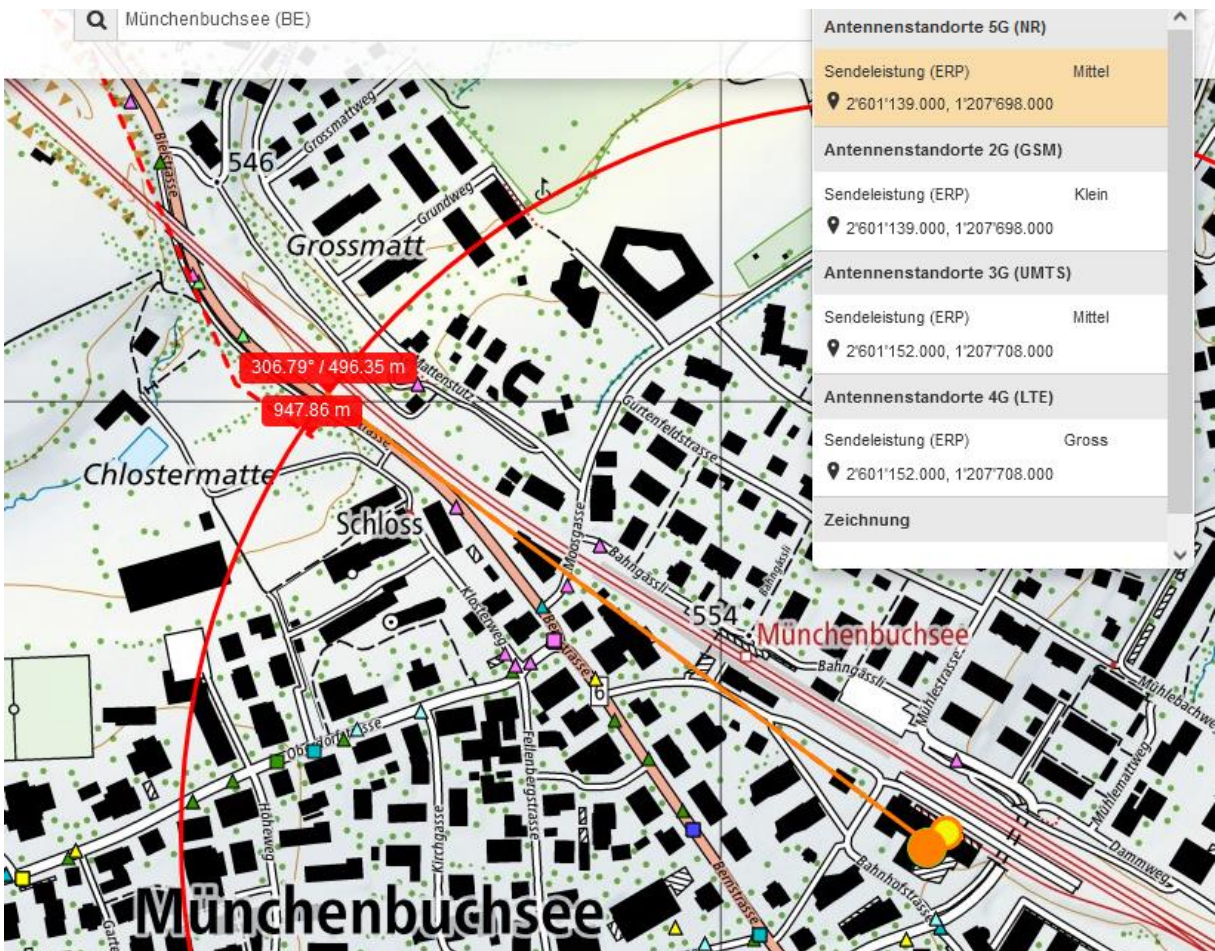 Münchenbuchsee (BE)
Antennenstandorte 5G (NR)
Sendeleistung (ERP) Mittel
2'601'139.000, 1'207'698.000
Antennenstandorte 2G (GSM)
Sendeleistung (ERP) Klein
2'601'139.000, 1'207'698.000
Antennenstandorte 3G (UMTS)
Sendeleistung (ERP) Mittel
2'601'152.000, 1'207'708.000
Antennenstandorte 4G (LTE)
Sendeleistung (ERP) Gross
2'601'152.000, 1'207'708.000
Zeichnung
Grossmattweg
Bielstrasse
546
Grundweg
Grossmatt
306.79° / 496.35 m
Mattenstutz
947.86 m
Gurtenfeldstrasse
Chlostermatte
Schloss
Moosgasse
Bahngässli
Bahngässli
Klosterweg
554
Münchenbuchsee
Bahngässli
Mühlestrasse
Mühlebachweg
Oberdorfstrasse
Fellenbergstrasse
Mühlemattweg
Höheweg
Kirchgasse
Bernstrasse
Bahnhofstrasse
Dammweg
Münchenbuchsee